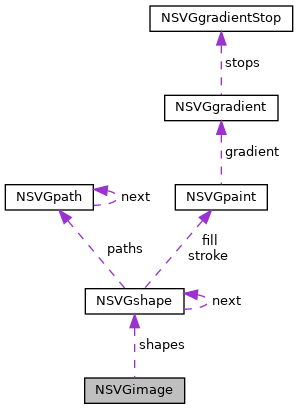 NSVGgradientStop
stops
NSVGgradient
gradient
NSVGpath
next
NSVGpaint
paths
fill
stroke
NSVGshape
next
shapes
NSVGimage